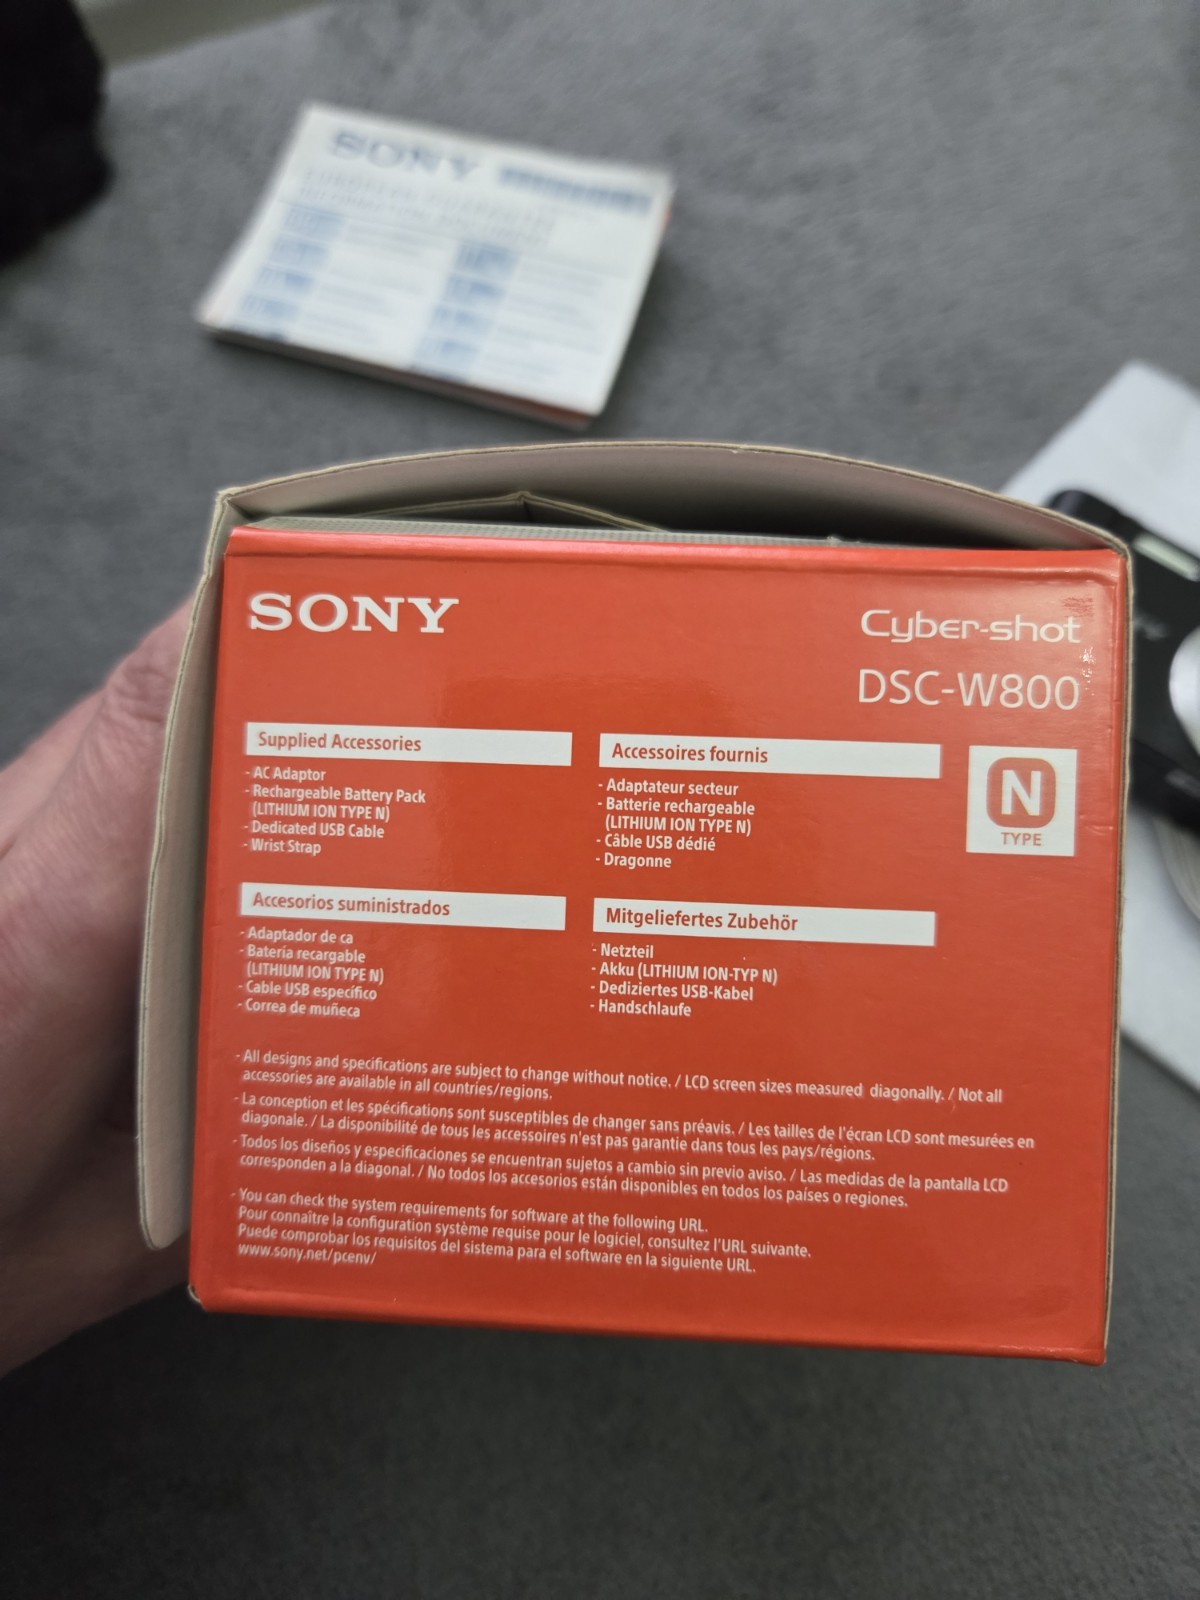 SONY
SONY
Cyber-shot
DSC-W800
Supplied Accessories
- AC Adaptor
- Rechargeable Battery Pack
(LITHIUM ION TYPE N)
- Dedicated USB Cable
- Wrist Strap
Accessoires fournis
- Adaptateur secteur
- Batterie rechargeable
(LITHIUM ION TYPE N)
- Câble USB dédié
- Dragonne
N
TYPE
Accesorios suministrados
- Adaptador de ca
- Batería recargable
(LITHIUM ION TYPE N)
- Cable USB específico
- Correa de muñeca
Mitgeliefertes Zubehör
- Netzteil
- Akku (LITHIUM ION-TYP N)
- Dediziertes USB-Kabel
- Handschlaufe
- All designs and specifications are subject to change without notice. / LCD screen sizes measured diagonally. / Not all
accessories are available in all countries/regions.
- La conception et les spécifications sont susceptibles de changer sans préavis. / Les tailles de l'écran LCD sont mesurées en
diagonale. / La disponibilité de tous les accessoires n'est pas garantie dans tous les pays/régions.
- Todos los diseños y especificaciones se encuentran sujetos a cambio sin previo aviso. / Las medidas de la pantalla LCD
corresponden a la diagonal. / No todos los accesorios están disponibles en todos los países o regiones.
- You can check the system requirements for software at the following URL.
Pour connaître la configuration système requise pour le logiciel, consultez l'URL suivante.
Puede comprobar los requisitos del sistema para el software en la siguiente URL.
www.sony.net/pcenv/